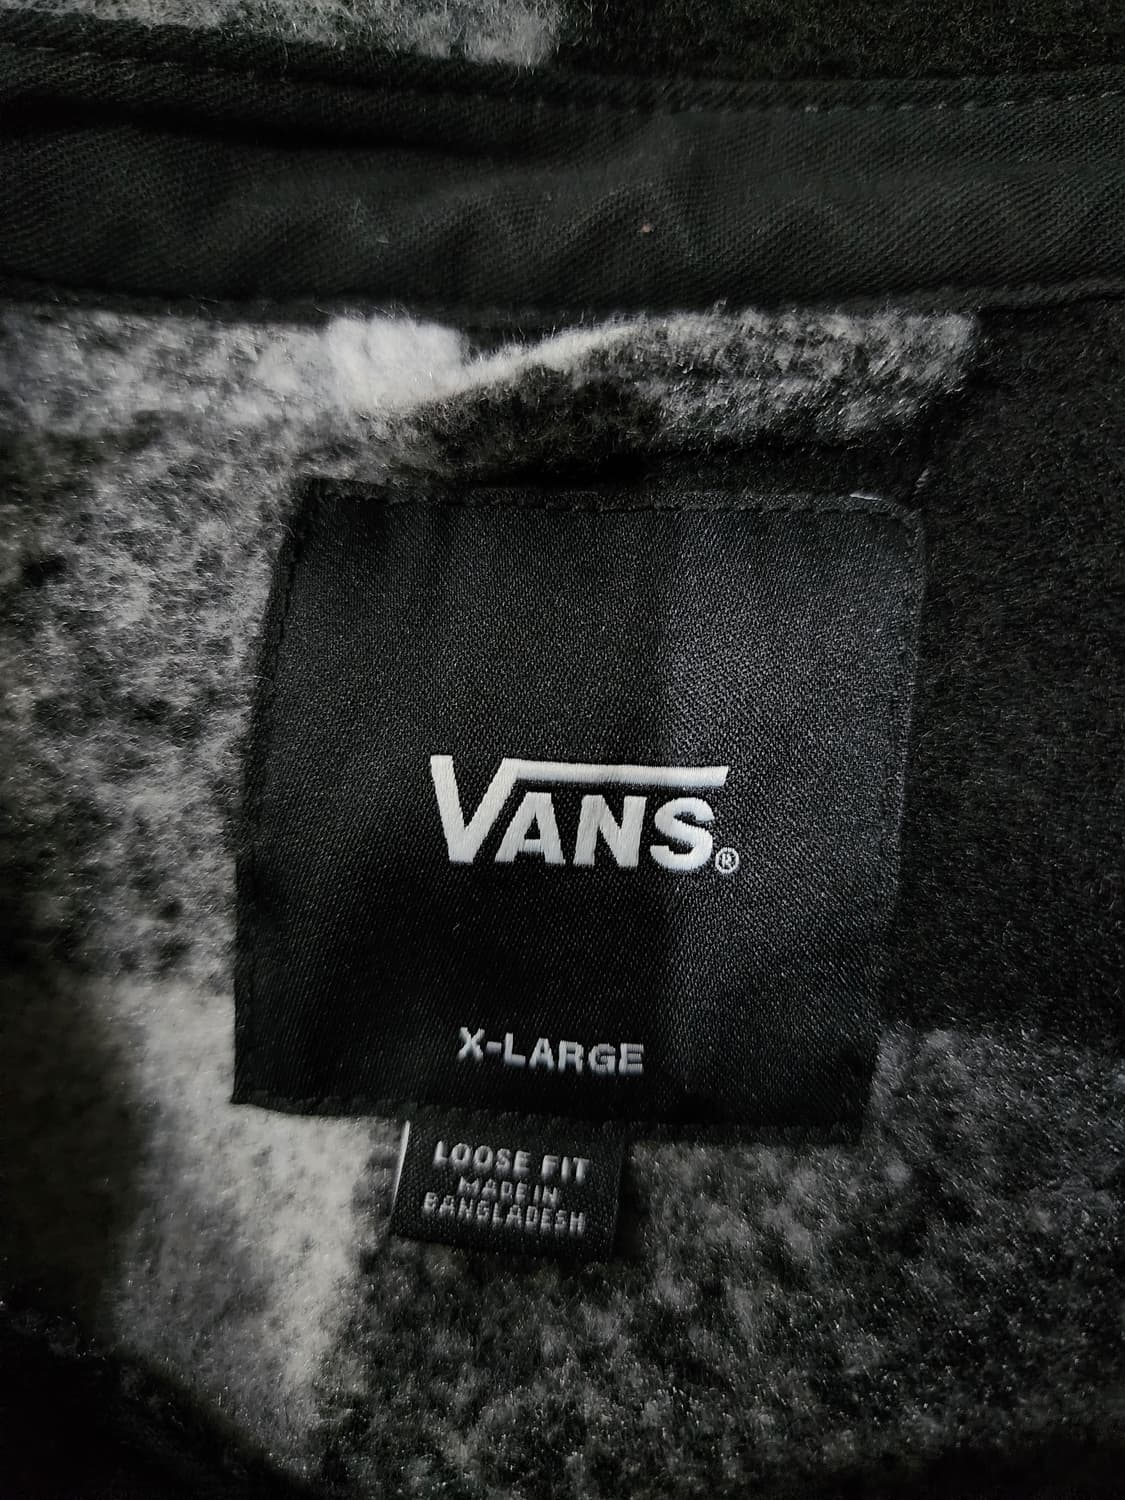 VANS®
X-LARGE
LOOSE FIT
MADE IN
BANGLADESH